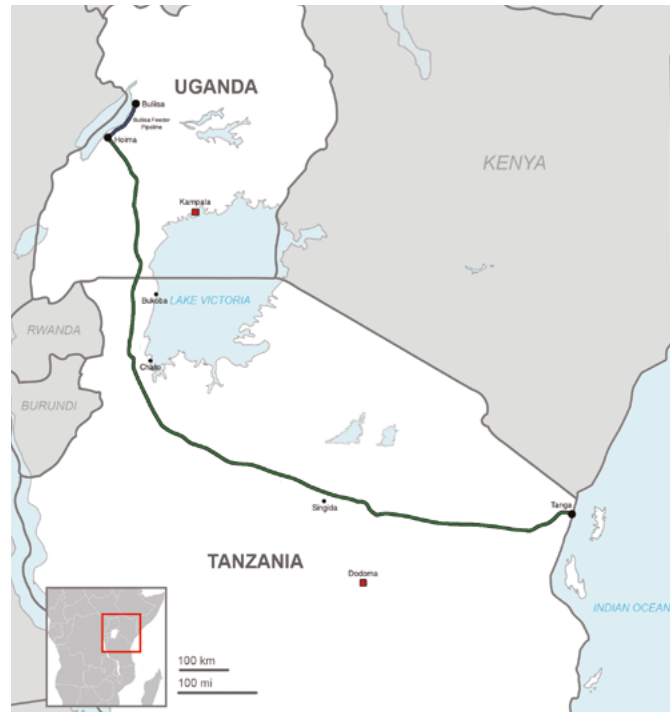 UGANDA
Buliisa
Buliisa Feeder
Pipeline
Hoima
KENYA
Kampala
Bukoba
LAKE VICTORIA
RWANDA
Chato
BURUNDI
Singida
Tanga
TANZANIA
Dodoma
INDIAN OCEAN
100 km
100 mi